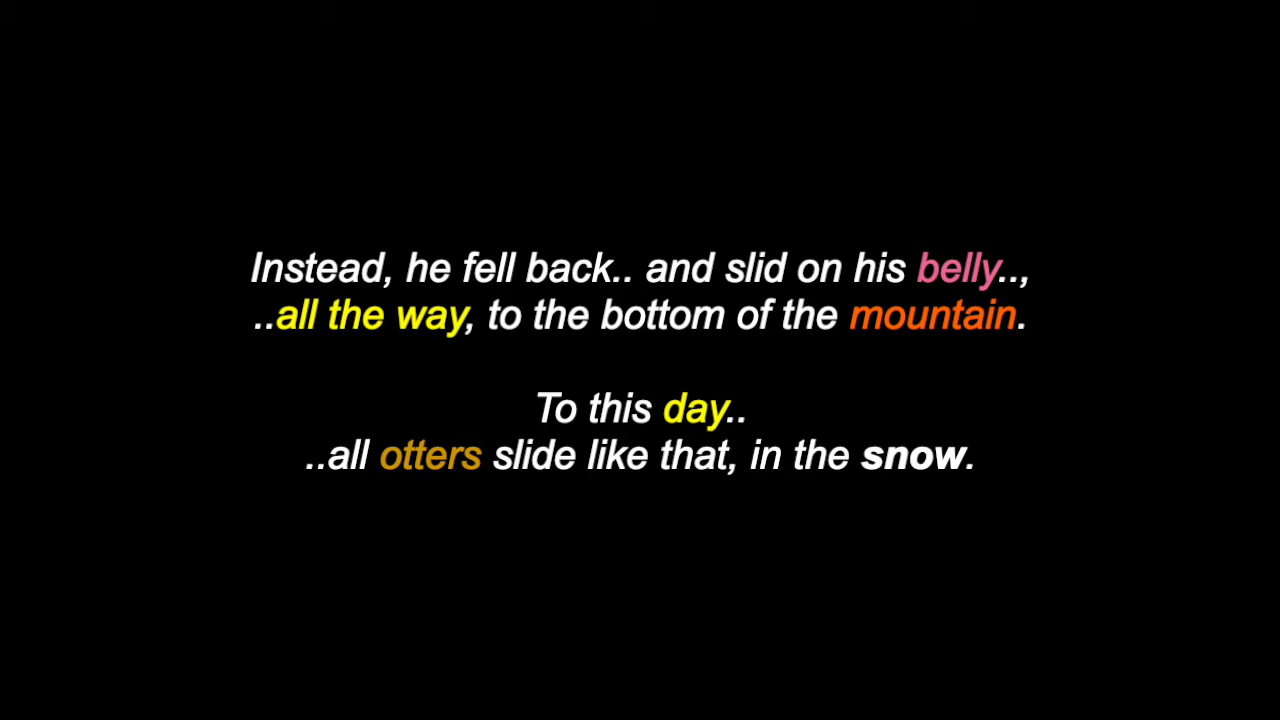 Instead, he fell back.. and slid on his belly..,
..all the way, to the bottom of the mountain.
To this day..
..all otters slide like that, in the snow.